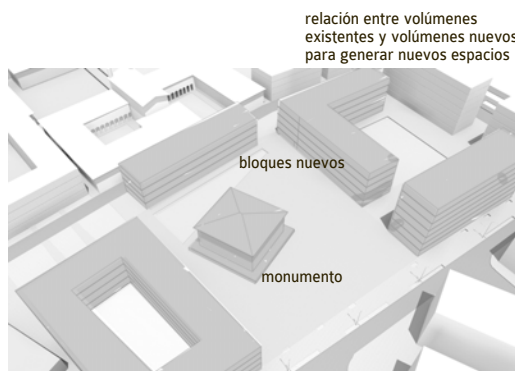 relación entre volúmenes
existentes y volúmenes nuevos
para generar nuevos espacios
bloques nuevos
monumento